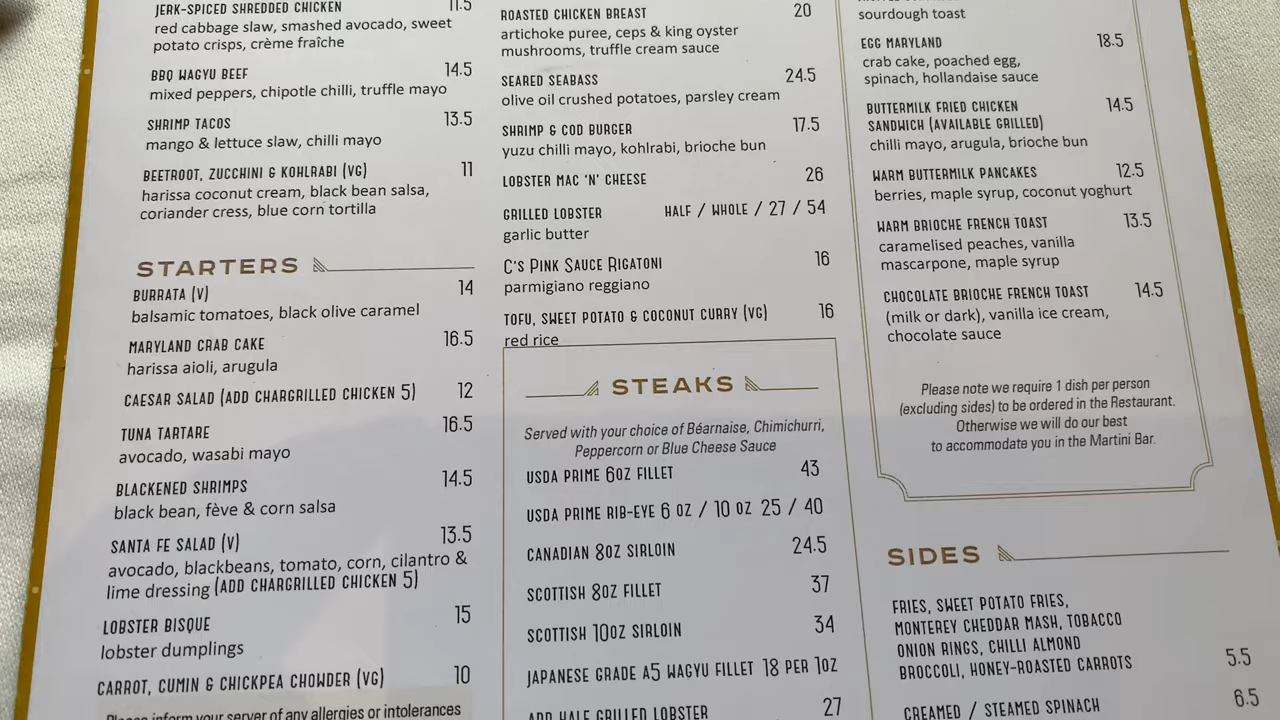 JERK-SPICED SHREDDED CHICKEN 11.5
red cabbage slaw, smashed avocado, sweet
potato crisps, crème fraîche
BBQ WAGYU BEEF 14.5
mixed peppers, chipotle chilli, truffle mayo
SHRIMP TACOS 13.5
mango & lettuce slaw, chilli mayo
BEETROOT, ZUCCHINI & KOHLRABI (VG) 11
harissa coconut cream, black bean salsa,
coriander cress, blue corn tortilla
STARTERS
BURRATA (V) 14
balsamic tomatoes, black olive caramel
MARYLAND CRAB CAKE 16.5
harissa aioli, arugula
CAESAR SALAD (ADD CHARGRILLED CHICKEN 5) 12
TUNA TARTARE 16.5
avocado, wasabi mayo
BLACKENED SHRIMPS 14.5
black bean, fève & corn salsa
SANTA FE SALAD (V) 13.5
avocado, blackbeans, tomato, corn, cilantro &
lime dressing (ADD CHARGRILLED CHICKEN 5)
LOBSTER BISQUE 15
lobster dumplings
CARROT, CUMIN & CHICKPEA CHOWDER (VG) 10
Please inform your server of any allergies or intolerances
ROASTED CHICKEN BREAST 20
artichoke puree, ceps & king oyster
mushrooms, truffle cream sauce
SEARED SEABASS 24.5
olive oil crushed potatoes, parsley cream
SHRIMP & COD BURGER 17.5
yuzu chilli mayo, kohlrabi, brioche bun
LOBSTER MAC 'N' CHEESE 26
GRILLED LOBSTER HALF / WHOLE / 27 / 54
garlic butter
C'S PINK SAUCE RIGATONI 16
parmigiano reggiano
TOFU, SWEET POTATO & COCONUT CURRY (VG) 16
red rice
STEAKS
Served with your choice of Béarnaise, Chimichurri,
Peppercorn or Blue Cheese Sauce
USDA PRIME 6OZ FILLET 43
USDA PRIME RIB-EYE 6 OZ / 10 OZ 25 / 40
CANADIAN 8OZ SIRLOIN 24.5
SCOTTISH 8OZ FILLET 37
SCOTTISH 10OZ SIRLOIN 34
JAPANESE GRADE A5 WAGYU FILLET 18 PER 1OZ
ADD HALF GRILLED LOBSTER 27
sourdough toast
EGG MARYLAND 18.5
crab cake, poached egg,
spinach, hollandaise sauce
BUTTERMILK FRIED CHICKEN 14.5
SANDWICH (AVAILABLE GRILLED)
chilli mayo, arugula, brioche bun
WARM BUTTERMILK PANCAKES 12.5
berries, maple syrup, coconut yoghurt
WARM BRIOCHE FRENCH TOAST 13.5
caramelised peaches, vanilla
mascarpone, maple syrup
CHOCOLATE BRIOCHE FRENCH TOAST 14.5
(milk or dark), vanilla ice cream,
chocolate sauce
Please note we require 1 dish per person
(excluding sides) to be ordered in the Restaurant.
Otherwise we will do our best
to accommodate you in the Martini Bar.
SIDES
FRIES, SWEET POTATO FRIES,
MONTEREY CHEDDAR MASH, TOBACCO
ONION RINGS, CHILLI ALMOND
BROCCOLI, HONEY-ROASTED CARROTS 5.5
CREAMED / STEAMED SPINACH 6.5